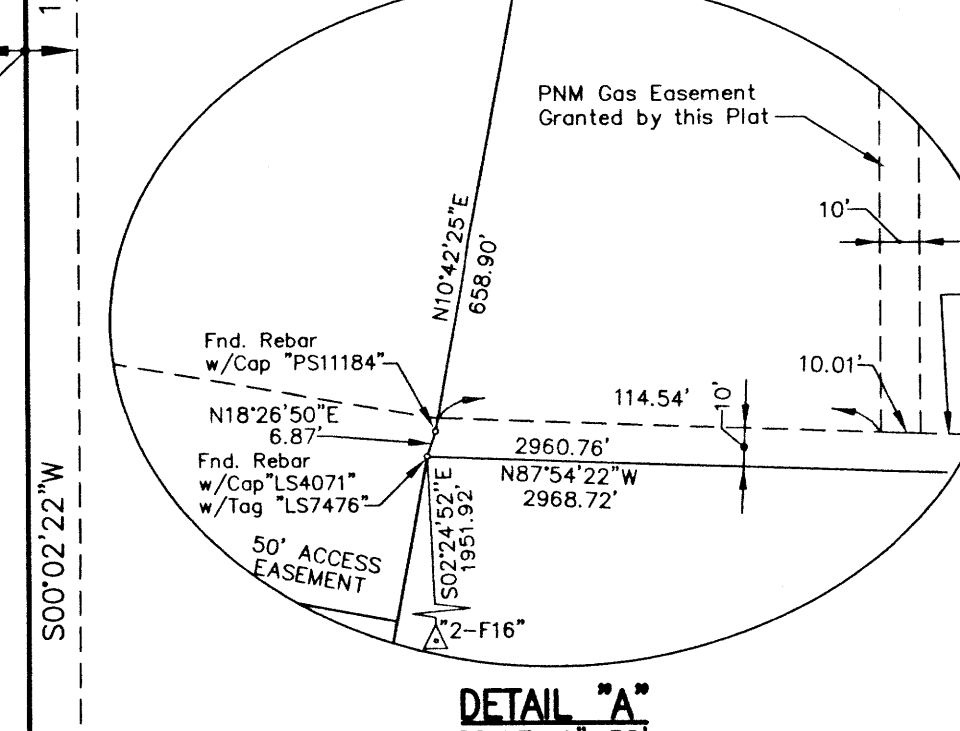 1
PNM Gas Easement
Granted by this Plat
10'
N10°42'25"E
658.90'
Fnd. Rebar
w/Cap "PS11184"
10.01'
114.54'
10'
N18°26'50"E
6.87'
2960.76'
N87°54'22"W
2968.72'
Fnd. Rebar
w/Cap"LS4071"
w/Tag "LS7476"
S02°24'52"E
1951.92'
50' ACCESS
EASEMENT
"2-F16"
S00°02'22"W
DETAIL "A"